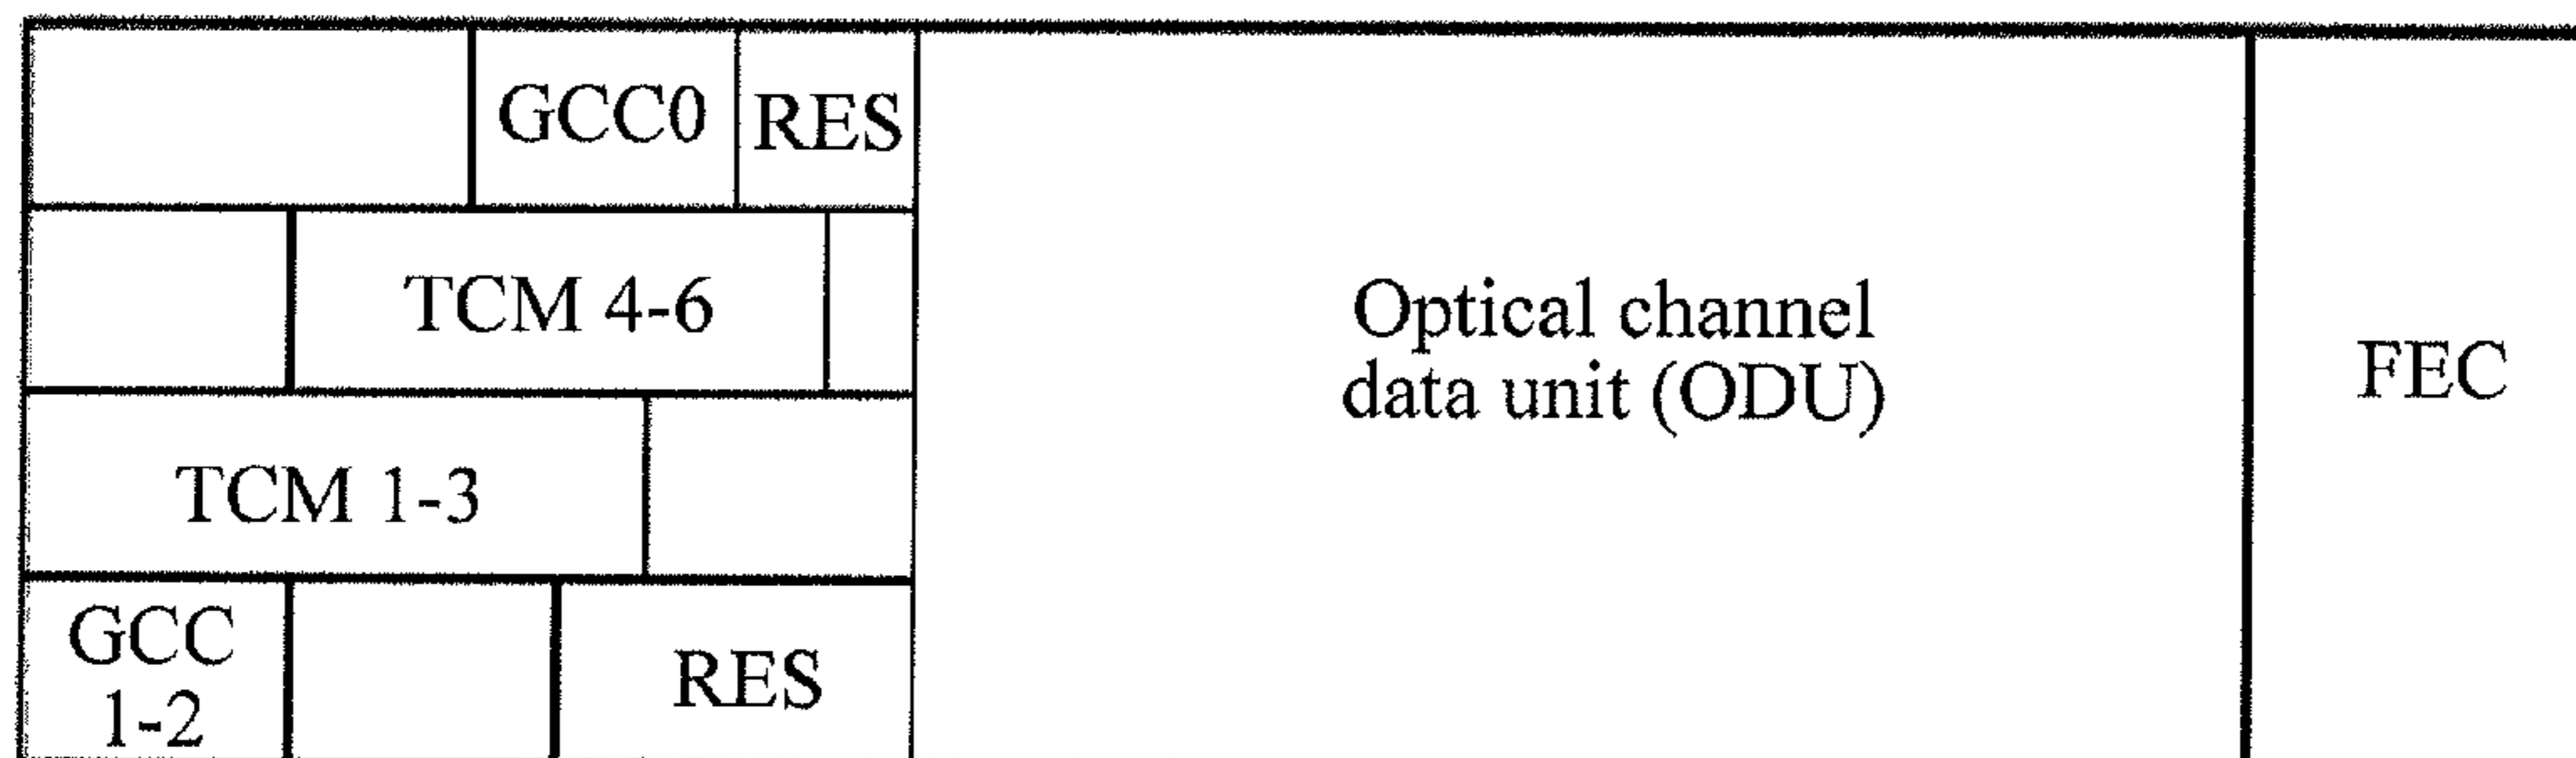 GCC0
RES
TCM 4-6
TCM 1-3
GCC
1-2
RES
Optical channel
data unit (ODU)
FEC